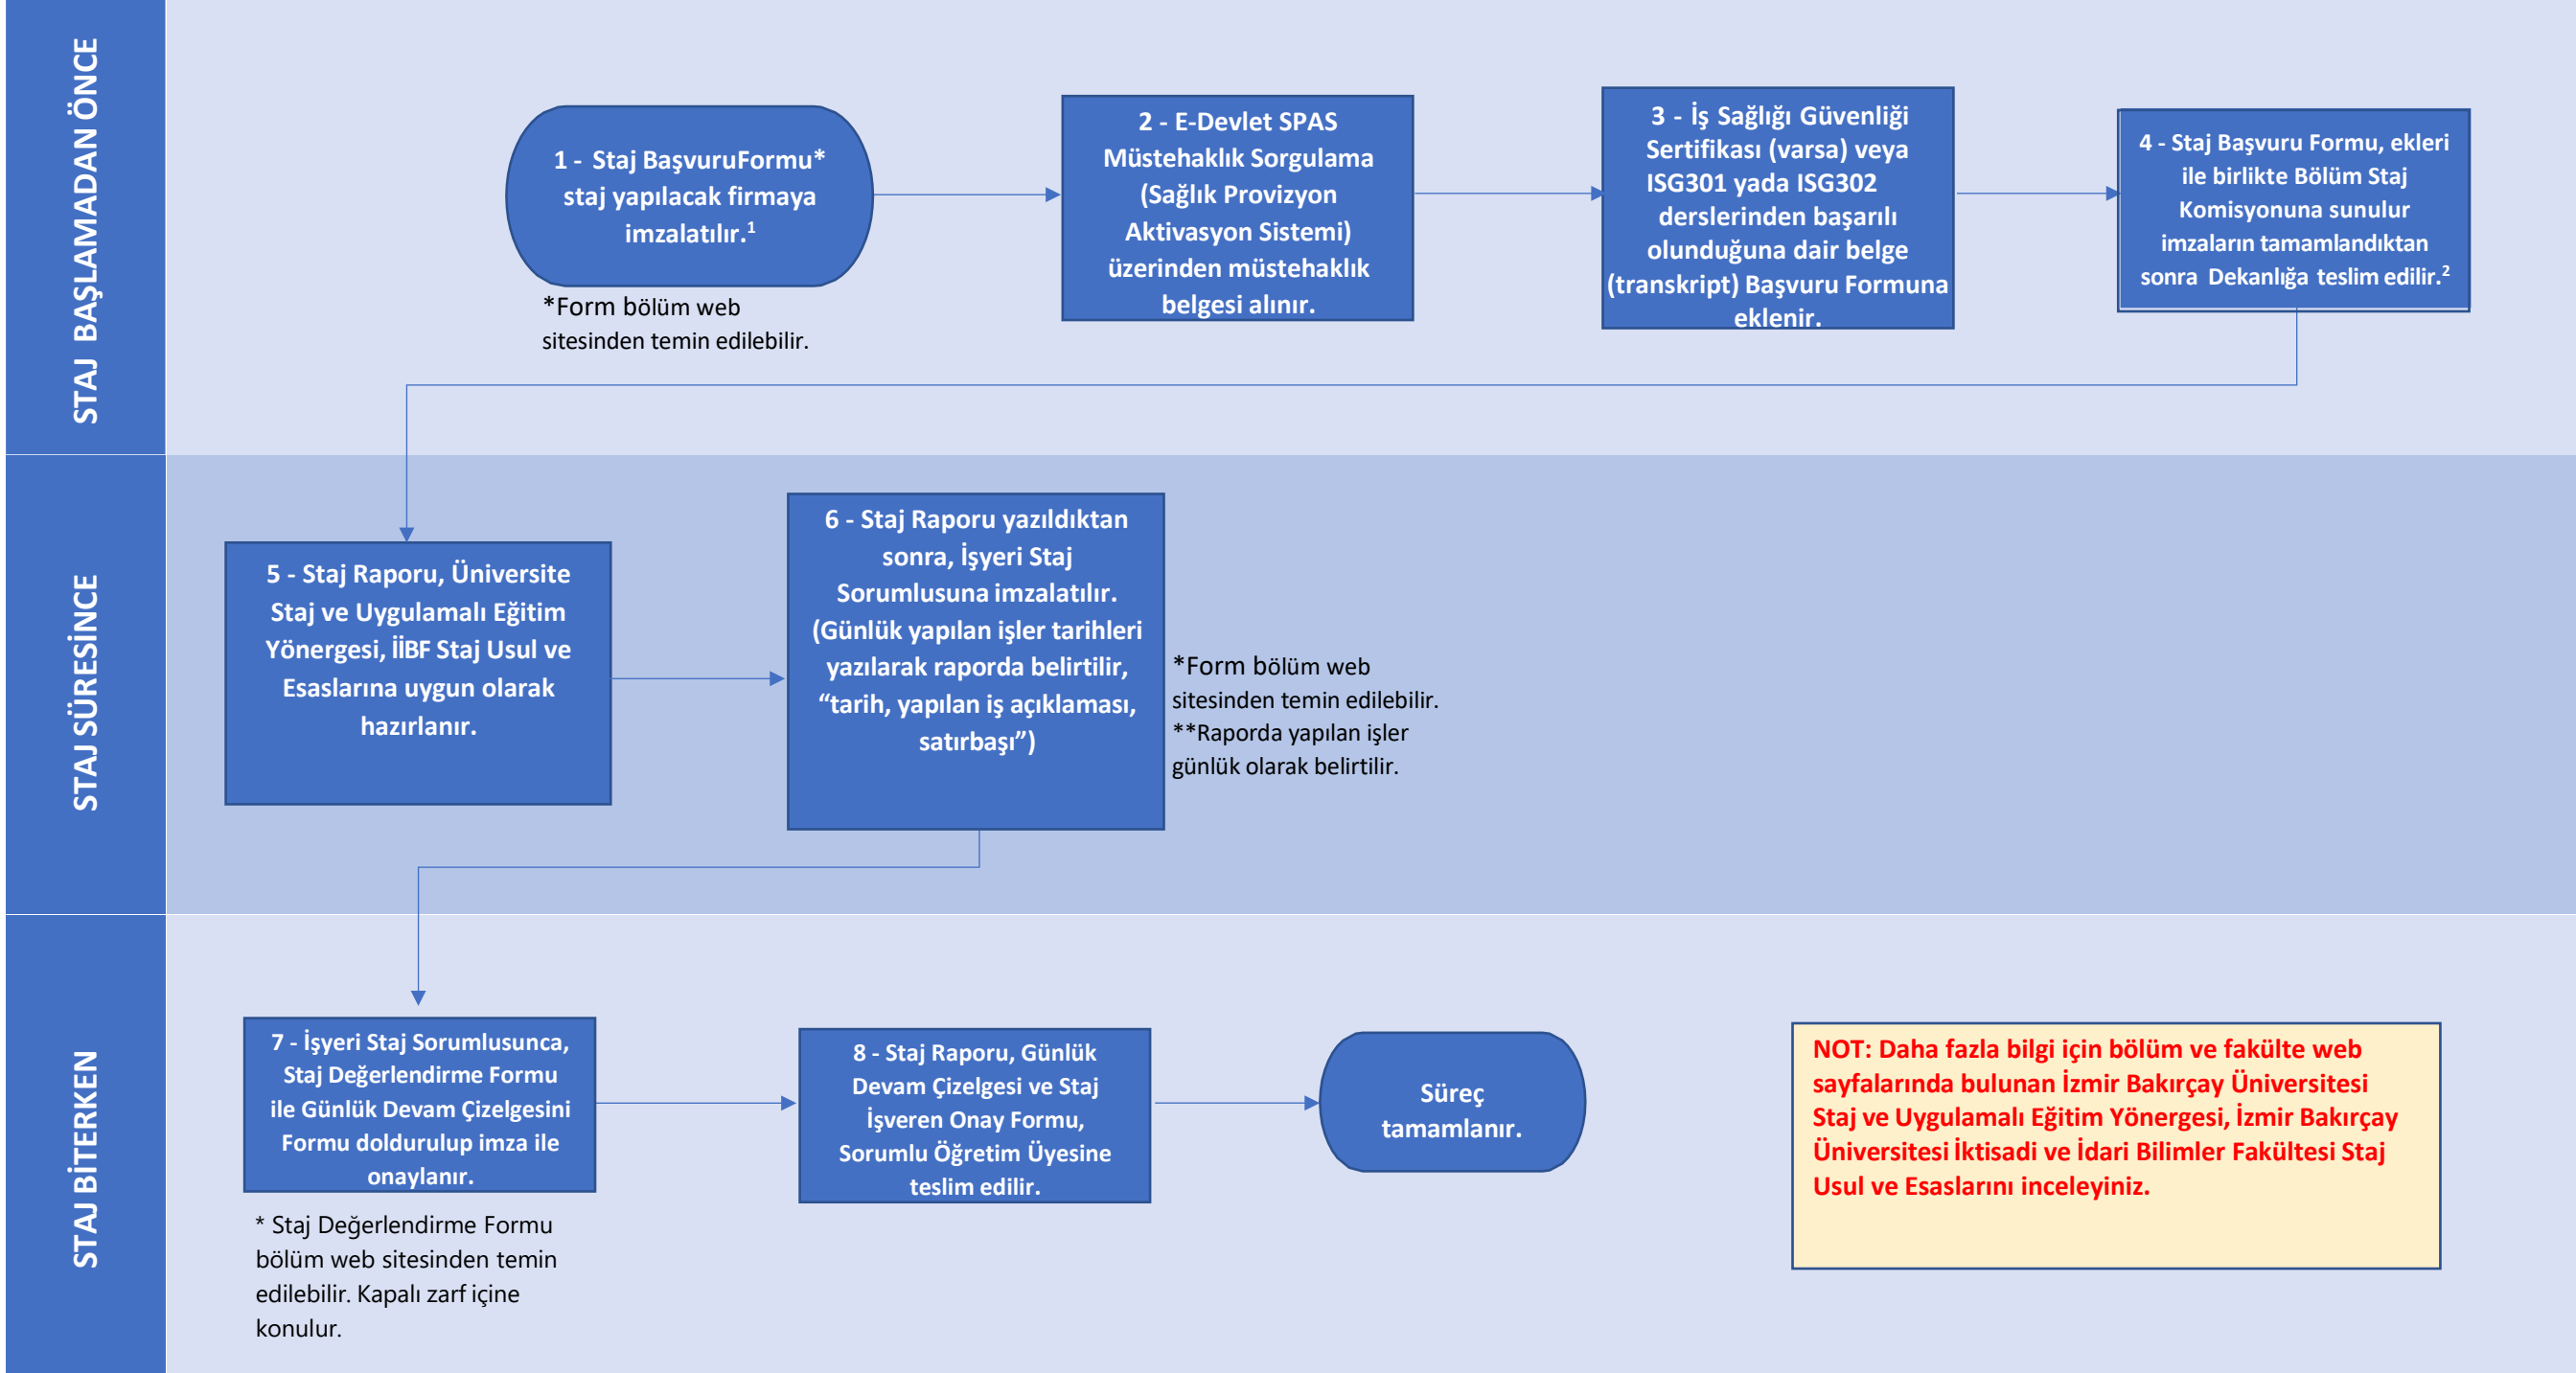 STAJ BAŞLAMADAN ÖNCE
1 - Staj BaşvuruFormu*
staj yapılacak firmaya
imzalatılır.1
*Form bölüm web
sitesinden temin edilebilir.
2 - E-Devlet SPAS
Müstehaklık Sorgulama
(Sağlık Provizyon
Aktivasyon Sistemi)
üzerinden müstehaklık
belgesi alınır.
3 - İş Sağlığı Güvenliği
Sertifikası (varsa) veya
ISG301 yada ISG302
derslerinden başarılı
olunduğuna dair belge
(transkript) Başvuru Formuna
eklenir.
4 - Staj Başvuru Formu, ekleri
ile birlikte Bölüm Staj
Komisyonuna sunulur
imzaların tamamlandıktan
sonra Dekanlığa teslim edilir.2
STAJ SÜRESİNCE
5 - Staj Raporu, Üniversite
Staj ve Uygulamalı Eğitim
Yönergesi, İİBF Staj Usul ve
Esaslarına uygun olarak
hazırlanır.
6 - Staj Raporu yazıldıktan
sonra, İşyeri Staj
Sorumlusuna imzalatılır.
(Günlük yapılan işler tarihleri
yazılarak raporda belirtilir,
“tarih, yapılan iş açıklaması,
satırbaşı”)
*Form bölüm web
sitesinden temin edilebilir.
**Raporda yapılan işler
günlük olarak belirtilir.
STAJ BİTERKEN
7 - İşyeri Staj Sorumlusunca,
Staj Değerlendirme Formu
ile Günlük Devam Çizelgesini
Formu doldurulup imza ile
onaylanır.
* Staj Değerlendirme Formu
bölüm web sitesinden temin
edilebilir. Kapalı zarf içine
konulur.
8 - Staj Raporu, Günlük
Devam Çizelgesi ve Staj
İşveren Onay Formu,
Sorumlu Öğretim Üyesine
teslim edilir.
Süreç
tamamlanır.
NOT: Daha fazla bilgi için bölüm ve fakülte web
sayfalarında bulunan İzmir Bakırçay Üniversitesi
Staj ve Uygulamalı Eğitim Yönergesi, İzmir Bakırçay
Üniversitesi İktisadi ve İdari Bilimler Fakültesi Staj
Usul ve Esaslarını inceleyiniz.